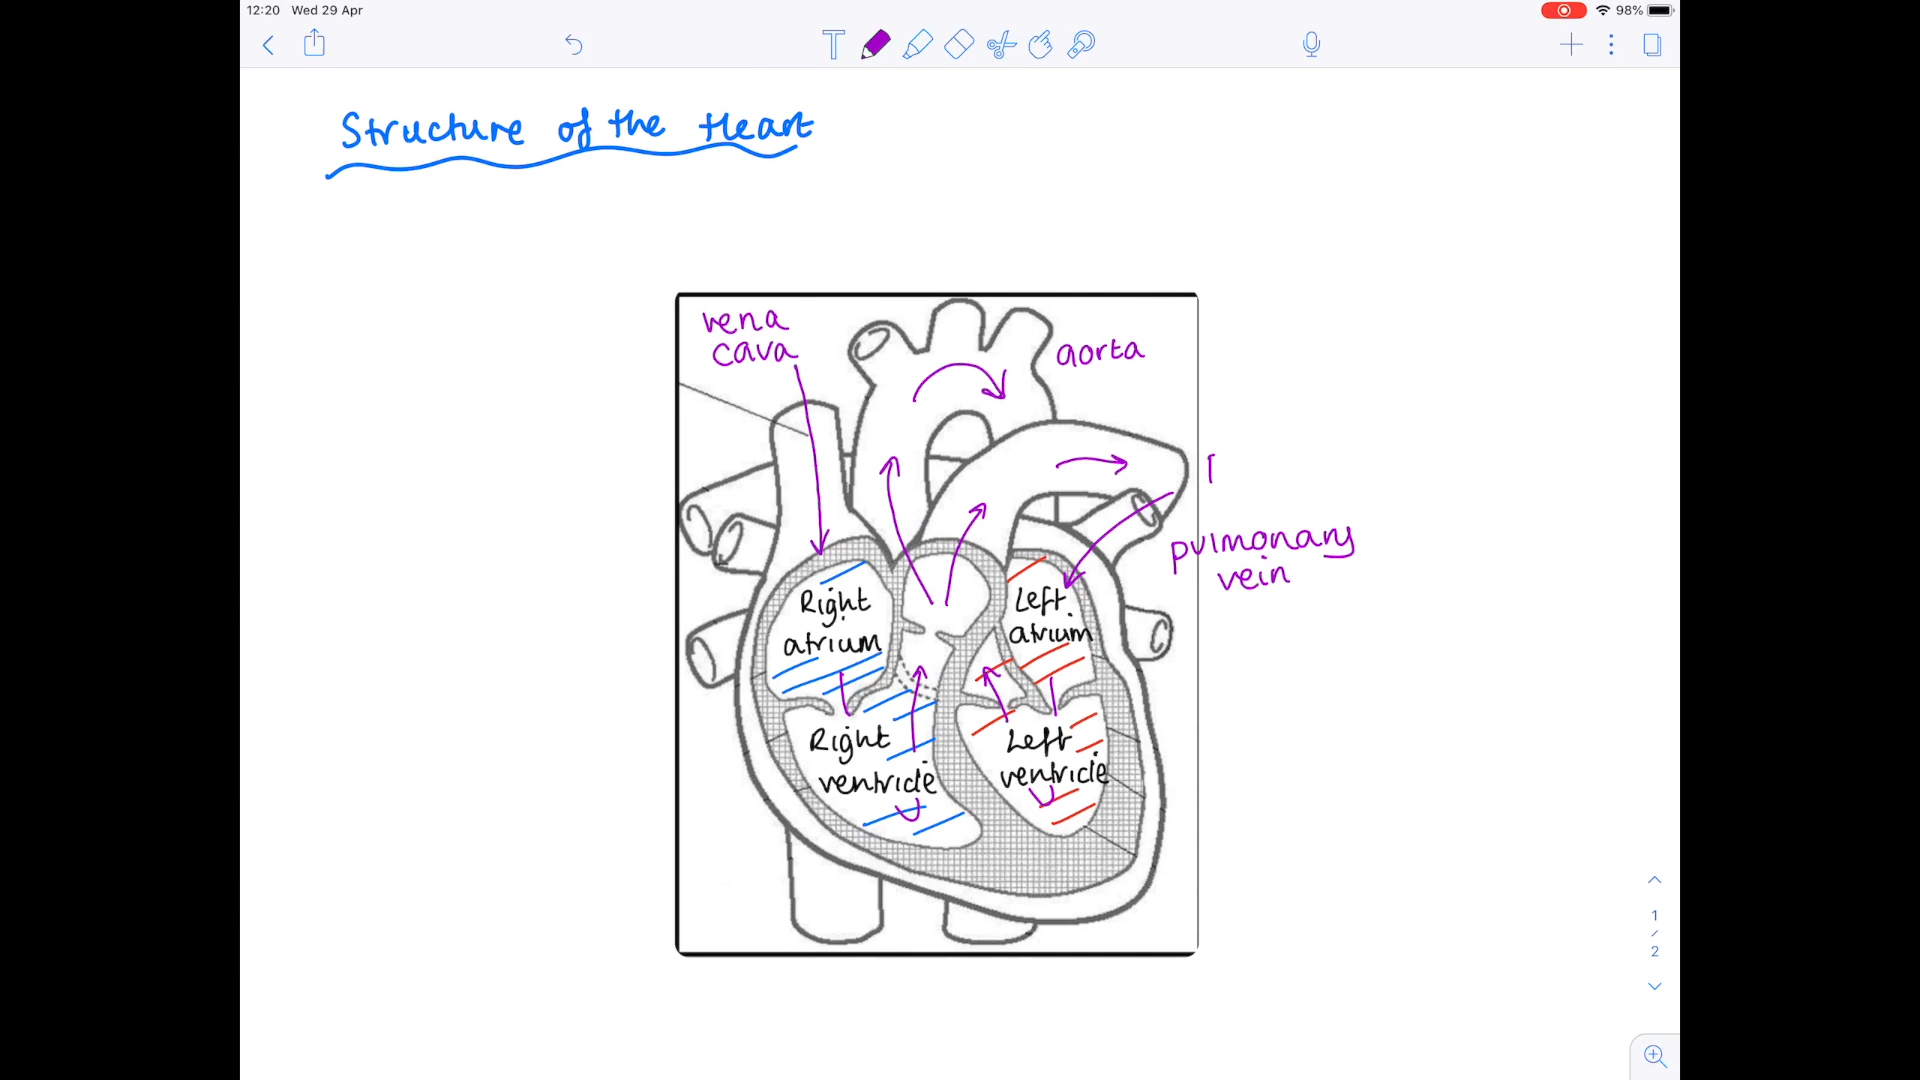 12:20 Wed 29 Apr
98%
T
Structure of the Heart
vena
cava
aorta
pulmonary
vein
Right
atrium
Left
atrium
Right
ventricle
Left
ventricle
1
/
2